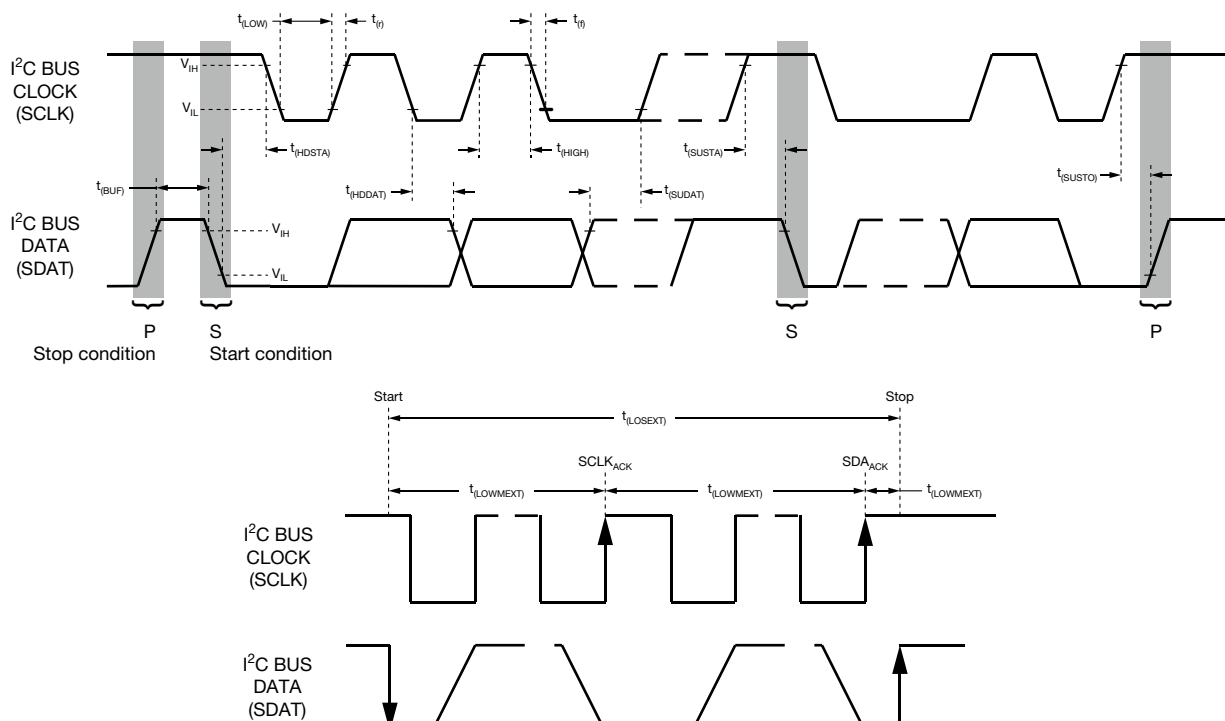 t(LOW)
t(r)
t(f)
I²C BUS
CLOCK
(SCLK)
VIH
VIL
t(HDSTA)
t(HIGH)
t(SUSTA)
t(BUF)
t(HDDAT)
t(SUDAT)
t(SUSTO)
I²C BUS
DATA
(SDAT)
VIH
VIL
P
S
S
P
Stop condition
Start condition
Start
Stop
t(LOSEXT)
SCLKACK
SDAACK
t(LOWMEXT)
t(LOWMEXT)
t(LOWMEXT)
I²C BUS
CLOCK
(SCLK)
I²C BUS
DATA
(SDAT)